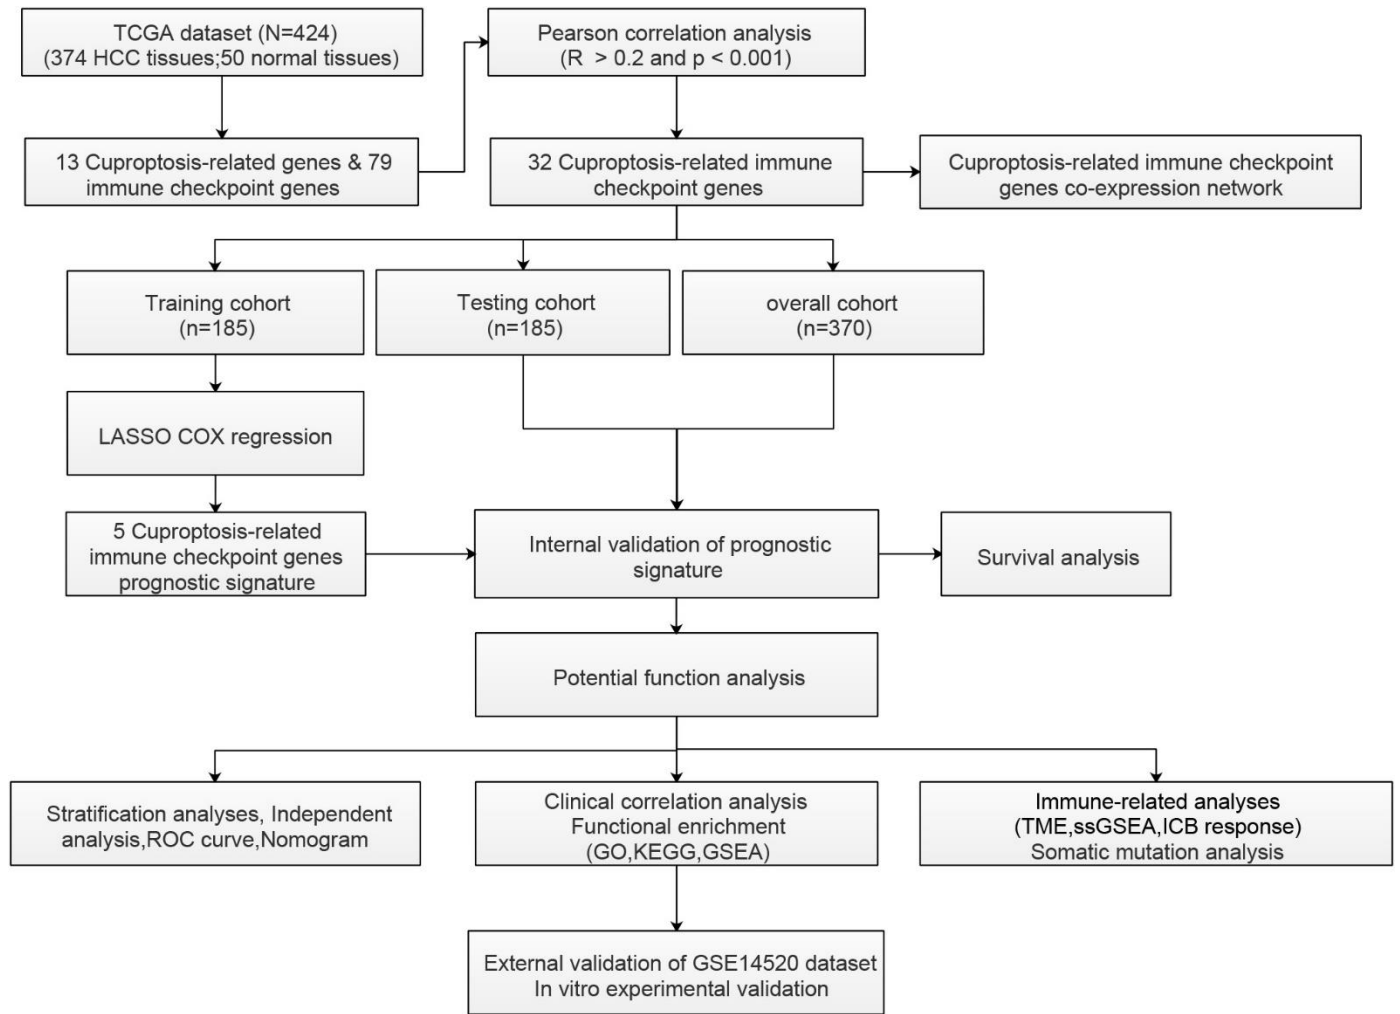 TCGA dataset (N=424)
(374 HCC tissues;50 normal tissues)
Pearson correlation analysis
(R > 0.2 and p < 0.001)
13 Cuproptosis-related genes & 79
immune checkpoint genes
32 Cuproptosis-related immune
checkpoint genes
Cuproptosis-related immune checkpoint
genes co-expression network
Training cohort
(n=185)
Testing cohort
(n=185)
overall cohort
(n=370)
LASSO COX regression
5 Cuproptosis-related
immune checkpoint genes
prognostic signature
Internal validation of prognostic
signature
Survival analysis
Potential function analysis
Stratification analyses, Independent
analysis,ROC curve,Nomogram
Clinical correlation analysis
Functional enrichment
(GO,KEGG,GSEA)
Immune-related analyses
(TME,ssGSEA,ICB response)
Somatic mutation analysis
External validation of GSE14520 dataset
In vitro experimental validation